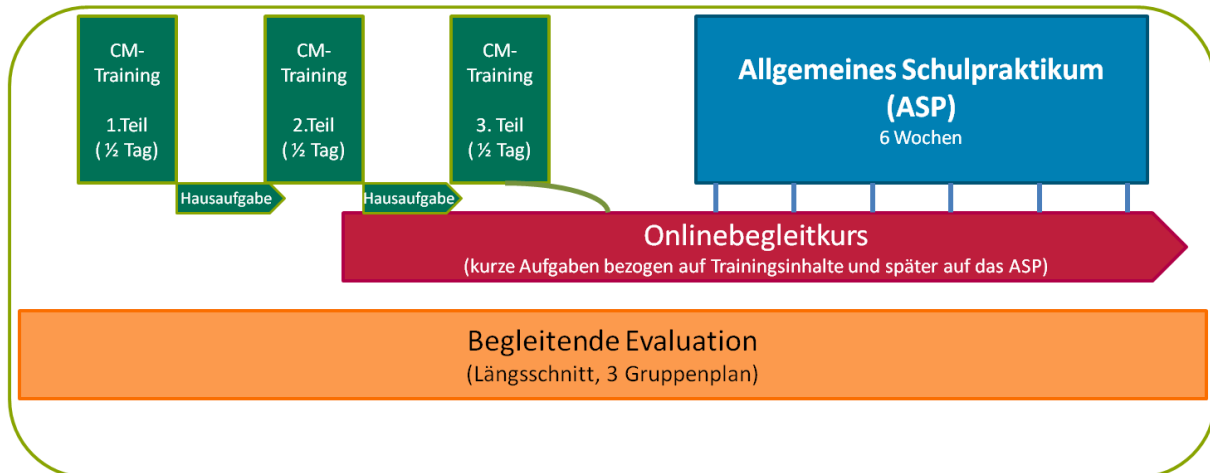 CM-
Training
1.Teil
( ½ Tag)
Hausaufgabe
CM-
Training
2.Teil
( ½ Tag)
Hausaufgabe
CM-
Training
3. Teil
( ½ Tag)
Allgemeines Schulpraktikum
(ASP)
6 Wochen
Onlinebegleitkurs
(kurze Aufgaben bezogen auf Trainingsinhalte und später auf das ASP)
Begleitende Evaluation
(Längsschnitt, 3 Gruppenplan)